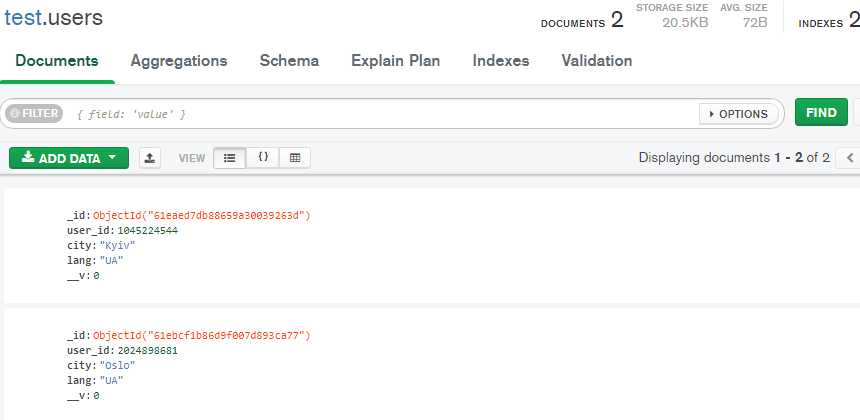 test.users
DOCUMENTS 2 STORAGE SIZE 20.5KB AVG. SIZE 72B INDEXES 2
Documents Aggregations Schema Explain Plan Indexes Validation
FILTER { field: 'value' } OPTIONS FIND
ADD DATA VIEW {} Displaying documents 1 - 2 of 2
_id: ObjectId("61eaed7db88659a30039263d")
user_id: 1045224544
city: "Kyiv"
lang: "UA"
__v: 0
_id: ObjectId("61ebcf1b86d9f007d893ca77")
user_id: 2024898681
city: "Oslo"
lang: "UA"
__v: 0